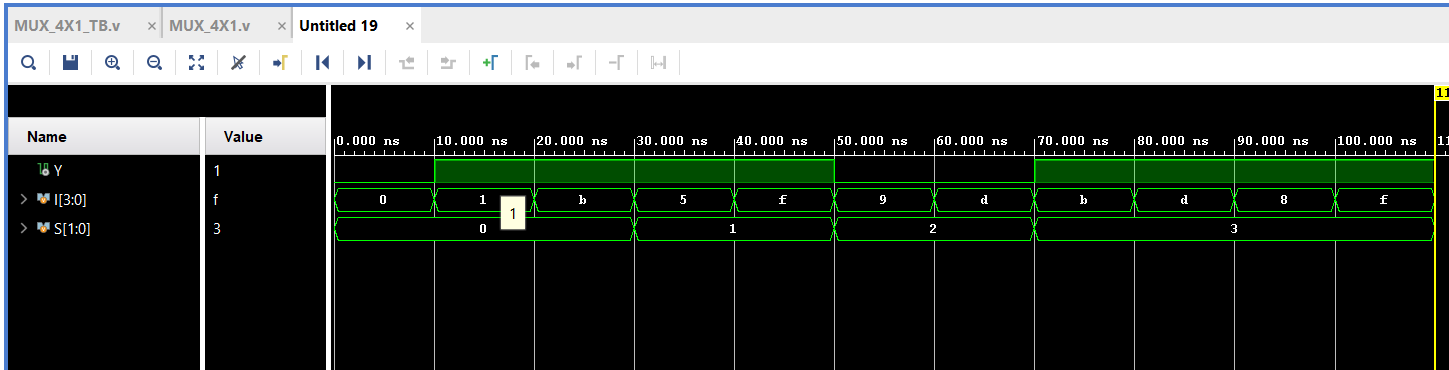 MUX_4X1_TB.v × MUX_4X1.v × Untitled 19 ×
11
Name Value
0.000 ns 10.000 ns 20.000 ns 30.000 ns 40.000 ns 50.000 ns 60.000 ns 70.000 ns 80.000 ns 90.000 ns 100.000 ns 11
Y 1
I[3:0] f 0 1 b 5 f 9 d b d 8 f
1
S[1:0] 3 0 1 2 3